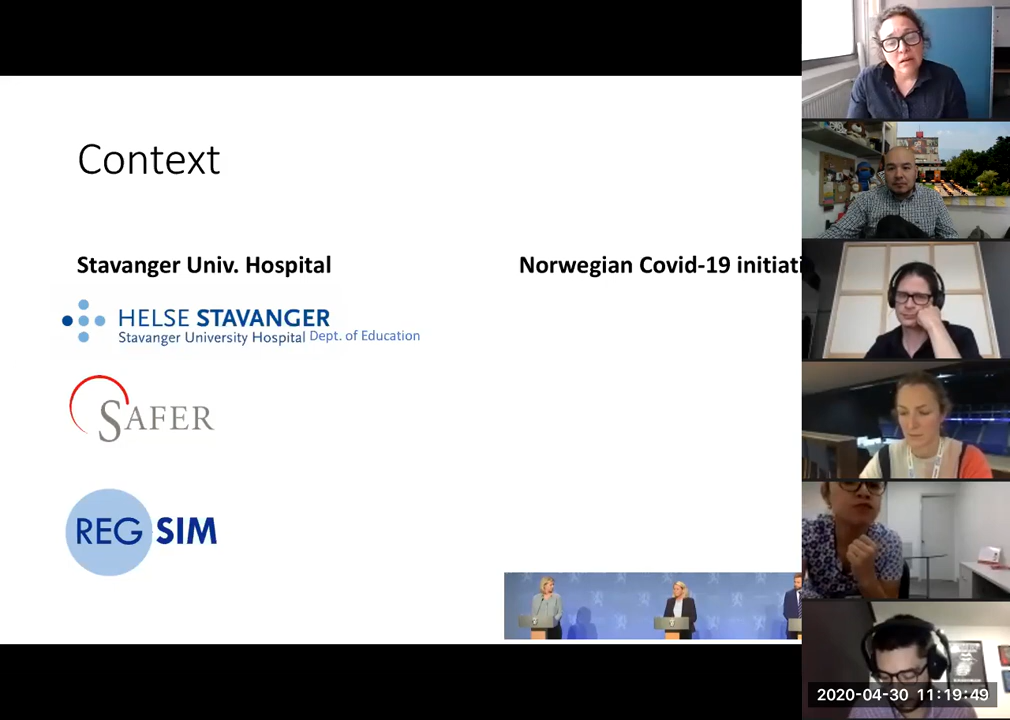 Context
Stavanger Univ. Hospital
HELSE STAVANGER
Stavanger University Hospital Dept. of Education
SAFER
REG SIM
Norwegian Covid-19 initiati
2020-04-30 11:19:49